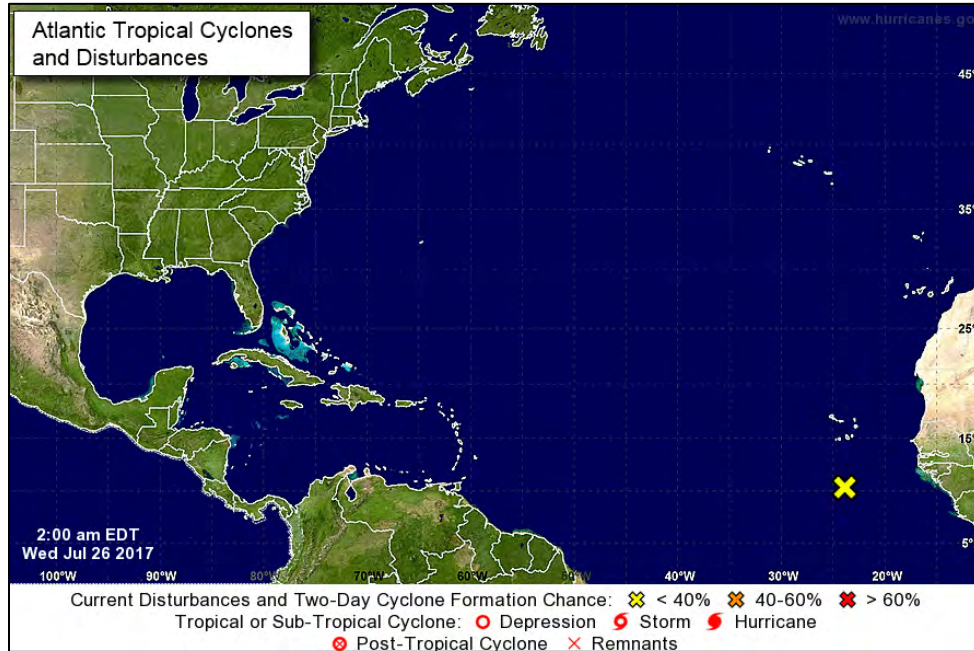 www.hurricanes.go
Atlantic Tropical Cyclones
and Disturbances
45°
35°
25°
15°
5°
2:00 am EDT
Wed Jul 26 2017
100°W 90°W 80°W 70°W 60°W 50°W 40°W 30°W 20°W
Current Disturbances and Two-Day Cyclone Formation Chance: < 40% 40-60% > 60%
Tropical or Sub-Tropical Cyclone: Depression Storm Hurricane
Post-Tropical Cyclone Remnants